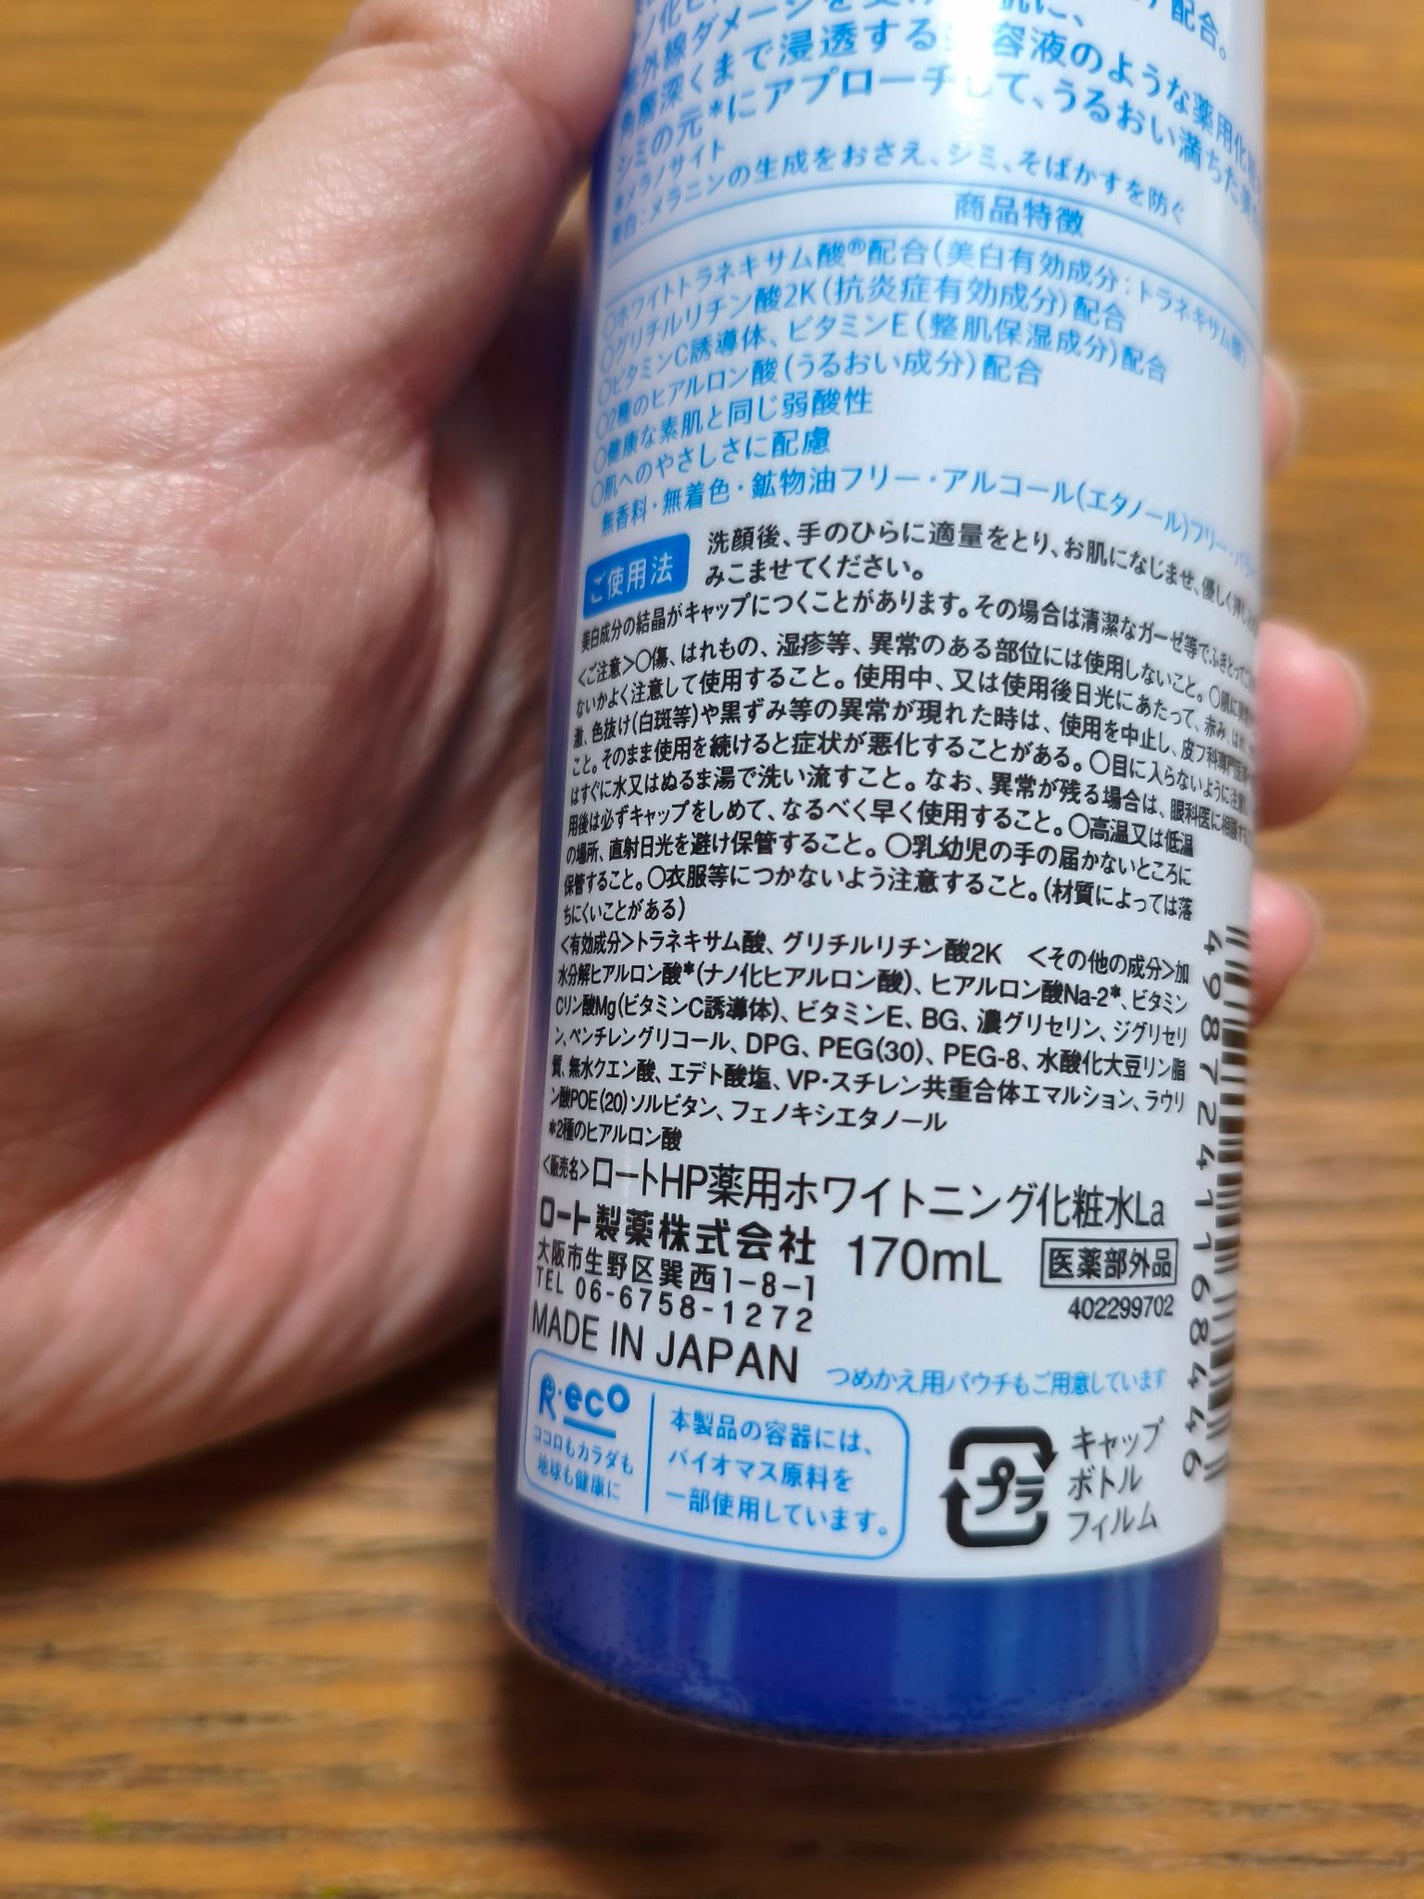 配合。
紫外線ダメージを
角層深くまで浸透する 容液のような薬用化
シミの元*にアプローチして、うるおい満ちた
*メラノサイト
美白:メラニンの生成をおさえ、シミ、そばかすを防ぐ
商品特徴
○ホワイトトラネキサム酸®配合(美白有効成分:トラネキサム酸)
○グリチルリチン酸2K(抗炎症有効成分)配合
○ビタミンC誘導体、ビタミンE(整肌保湿成分)配合
○2種のヒアルロン酸(うるおい成分)配合
○健康な素肌と同じ弱酸性
○肌へのやさしさに配慮
無香料・無着色・鉱物油フリー・アルコール(エタノール)フリー・
ご使用法
洗顔後、手のひらに適量をとり、お肌になじませ、優しく押し
みこませてください。
美白成分の結晶がキャップにつくことがあります。その場合は清潔なガーゼ等でふきとって
<ご注意>○傷、はれもの、湿疹等、異常のある部位には使用しないこと。○肌に異常
ないかよく注意して使用すること。使用中、又は使用後日光にあたって、赤み、はれ、
激、色抜け(白斑等)や黒ずみ等の異常が現れた時は、使用を中止し、皮フ科専門医
こと。そのまま使用を続けると症状が悪化することがある。○目に入らないように注意し、
はすぐに水又はぬるま湯で洗い流すこと。なお、異常が残る場合は、眼科医に相談する
用後は必ずキャップをしめて、なるべく早く使用すること。○高温又は低温
の場所、直射日光を避け保管すること。○乳幼児の手の届かないところに
保管すること。○衣服等につかないよう注意すること。(材質によっては落
ちにくいことがある)
<有効成分>トラネキサム酸、グリチルリチン酸2K <その他の成分>加
水分解ヒアルロン酸*(ナノ化ヒアルロン酸)、ヒアルロン酸Na-2*、ビタミン
Cリン酸Mg(ビタミンC誘導体)、ビタミンE、BG、濃グリセリン、ジグリセリ
ン、ペンチレングリコール、DPG、PEG(30)、PEG-8、水酸化大豆リン脂
質、無水クエン酸、エデト酸塩、VP・スチレン共重合体エマルション、ラウリ
ン酸POE(20)ソルビタン、フェノキシエタノール
*2種のヒアルロン酸
<販売名>ロートHP薬用ホワイトニング化粧水La
ロート製薬株式会社 170mL 医薬部外品
大阪市生野区巽西1-8-1
TEL 06-6758-1272 402299702
MADE IN JAPAN
つめかえ用パウチもご用意しています
R・eco
ココロもカラダも
地球も健康に
本製品の容器には、
バイオマス原料を
一部使用しています。
プラ
キャップ
ボトル
フィルム
4987241168446